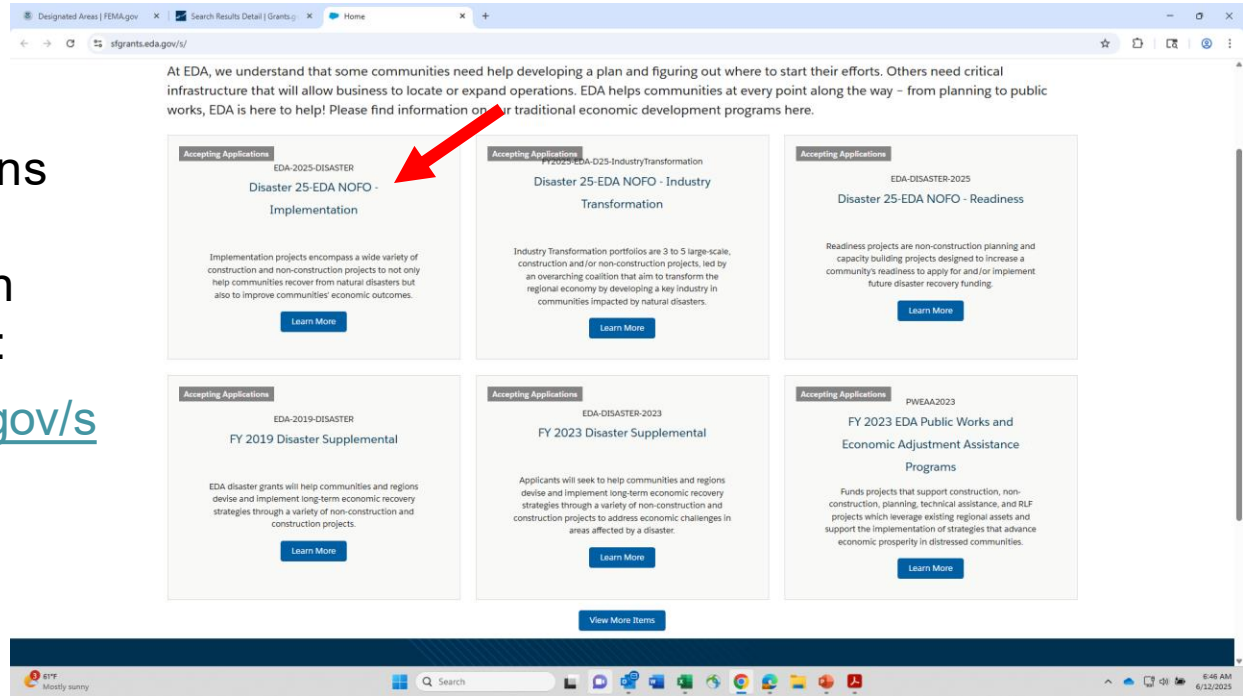 Designated Areas | FEMA.gov
Search Results Detail | Grants.g
Home
sfgrants.eda.gov/s/
ns
n
:
gov/s
At EDA, we understand that some communities need help developing a plan and figuring out where to start their efforts. Others need critical
infrastructure that will allow business to locate or expand operations. EDA helps communities at every point along the way – from planning to public
works, EDA is here to help! Please find information on our traditional economic development programs here.
Accepting Applications
EDA-2025-DISASTER
Disaster 25-EDA NOFO -
Implementation
Implementation projects encompass a wide variety of
construction and non-construction projects to not only
help communities recover from natural disasters but
also to improve communities' economic outcomes.
Learn More
Accepting Applications
FY2025-EDA-D25-IndustryTransformation
Disaster 25-EDA NOFO - Industry
Transformation
Industry Transformation portfolios are 3 to 5 large-scale,
construction and/or non-construction projects, led by
an overarching coalition that aim to transform the
regional economy by developing a key industry in
communities impacted by natural disasters.
Learn More
Accepting Applications
EDA-DISASTER-2025
Disaster 25-EDA NOFO - Readiness
Readiness projects are non-construction planning and
capacity building projects designed to increase a
community's readiness to apply for and/or implement
future disaster recovery funding.
Learn More
Accepting Applications
EDA-2019-DISASTER
FY 2019 Disaster Supplemental
EDA disaster grants will help communities and regions
devise and implement long-term economic recovery
strategies through a variety of non-construction and
construction projects.
Learn More
Accepting Applications
EDA-DISASTER-2023
FY 2023 Disaster Supplemental
Applicants will seek to help communities and regions
devise and implement long-term economic recovery
strategies through a variety of non-construction and
construction projects to address economic challenges in
areas affected by a disaster.
Learn More
Accepting Applications
PWEAA2023
FY 2023 EDA Public Works and
Economic Adjustment Assistance
Programs
Funds projects that support construction, non-
construction, planning, technical assistance, and RLF
projects which leverage existing regional assets and
support the implementation of strategies that advance
economic prosperity in distressed communities.
Learn More
View More Items
3
61°F
Mostly sunny
Search
6:46 AM
6/12/2025